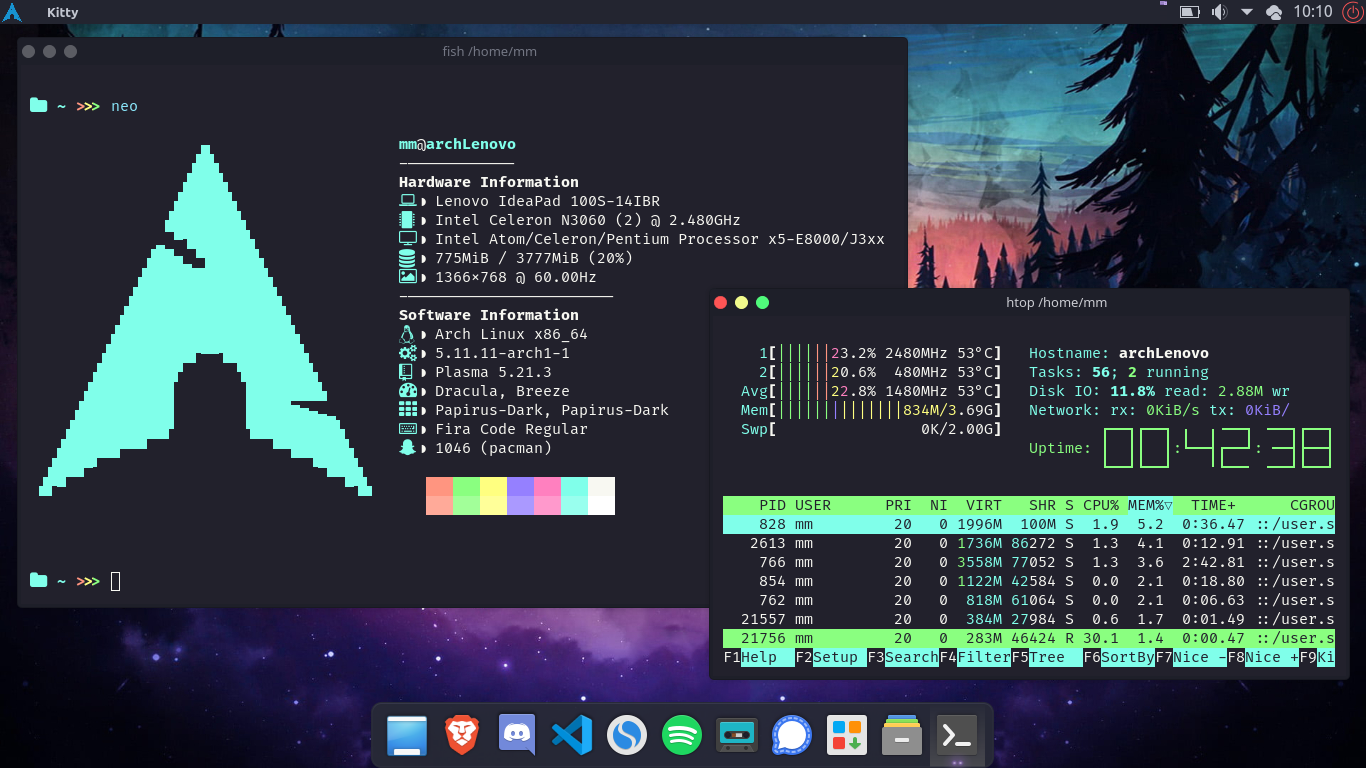 Kitty
10:10
fish /home/mm
~ >>> neo
mm@archLenovo
Hardware Information
Lenovo IdeaPad 100S-14IBR
Intel Celeron N3060 (2) @ 2.480GHz
Intel Atom/Celeron/Pentium Processor x5-E8000/J3xx
775MiB / 3777MiB (20%)
1366×768 @ 60.00Hz
Software Information
Arch Linux x86_64
5.11.11-arch1-1
Plasma 5.21.3
Dracula, Breeze
Papirus-Dark, Papirus-Dark
Fira Code Regular
1046 (pacman)
~ >>>
htop /home/mm
1[||||||23.2% 2480MHz 53°C] Hostname: archLenovo
2[||||||20.6% 480MHz 53°C] Tasks: 56; 2 running
Avg[||||||22.8% 1480MHz 53°C] Disk IO: 11.8% read: 2.88M wr
Mem[||||||||||||||834M/3.69G] Network: rx: 0KiB/s tx: 0KiB/
Swp[ 0K/2.00G]
Uptime: 00:42:38
PID USER PRI NI VIRT SHR S CPU% MEM%▽ TIME+ CGROU
828 mm 20 0 1996M 100M S 1.9 5.2 0:36.47 ::/user.s
2613 mm 20 0 1736M 86272 S 1.3 4.1 0:12.91 ::/user.s
766 mm 20 0 3558M 77052 S 1.3 3.6 2:42.81 ::/user.s
854 mm 20 0 1122M 42584 S 0.0 2.1 0:18.80 ::/user.s
762 mm 20 0 818M 61064 S 0.0 2.1 0:06.63 ::/user.s
21557 mm 20 0 384M 27984 S 0.6 1.7 0:01.49 ::/user.s
21756 mm 20 0 283M 46424 R 30.1 1.4 0:00.47 ::/user.s
F1Help F2Setup F3SearchF4FilterF5Tree F6SortByF7Nice -F8Nice +F9Ki